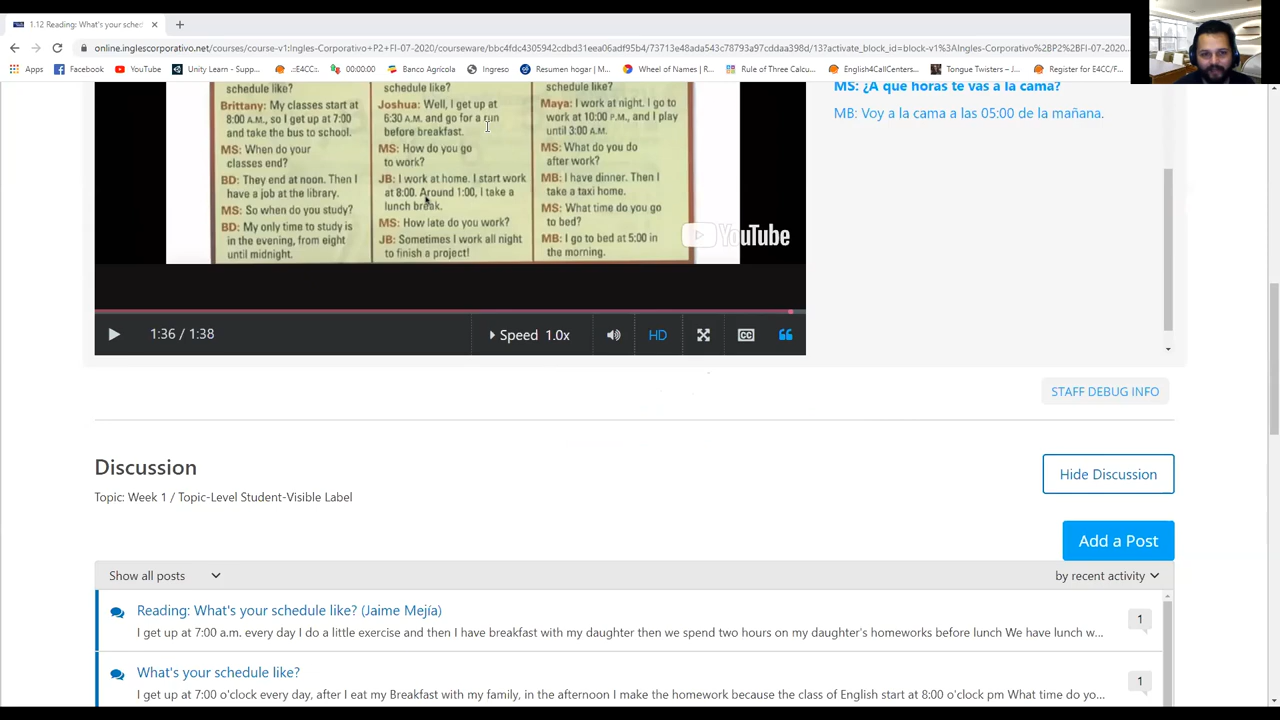 1.12 Reading: What's your sched
online.inglescorporativo.net/courses/course-v1:Ingles-Corporativo+P2+FI-07-2020/courseware/bbc4fdc4305942cdbd31eea06adf95b4/73713e48ada543c78793a97cddaa398d/13?activate_block_id=block-v1%3AIngles-Corporativo%2BP2%2BFI-07-2020...
Apps Facebook YouTube Unity Learn - Supp... .::E4CC:. 00:00:00 Banco Agrícola Ingreso Resumen hogar | M... Wheel of Names | R... Rule of Three Calcu... English4CallCenters... Tongue Twisters – J... Register for E4CC/F...
schedule like?
Brittany: My classes start at
8:00 A.M., so I get up at 7:00
and take the bus to school.
MS: When do your
classes end?
BD: They end at noon. Then I
have a job at the library.
MS: So when do you study?
BD: My only time to study is
in the evening, from eight
until midnight.
schedule like?
Joshua: Well, I get up at
6:30 A.M. and go for a run
before breakfast.
MS: How do you go
to work?
JB: I work at home. I start work
at 8:00. Around 1:00, I take a
lunch break.
MS: How late do you work?
JB: Sometimes I work all night
to finish a project!
schedule like?
Maya: I work at night. I go to
work at 10:00 P.M., and I play
until 3:00 A.M.
MS: What do you do
after work?
MB: I have dinner. Then I
take a taxi home.
MS: What time do you go
to bed?
MB: I go to bed at 5:00 in
the morning.
YouTube
MS: ¿A que horas te vas a la cama?
MB: Voy a la cama a las 05:00 de la mañana.
1:36 / 1:38
Speed 1.0x
HD
CC
STAFF DEBUG INFO
Discussion
Hide Discussion
Topic: Week 1 / Topic-Level Student-Visible Label
Add a Post
Show all posts
by recent activity
Reading: What's your schedule like? (Jaime Mejía)
1
I get up at 7:00 a.m. every day I do a little exercise and then I have breakfast with my daughter then we spend two hours on my daughter's homeworks before lunch We have lunch w...
What's your schedule like?
1
I get up at 7:00 o'clock every day, after I eat my Breakfast with my family, in the afternoon I make the homework because the class of English start at 8:00 o'clock pm What time do yo...